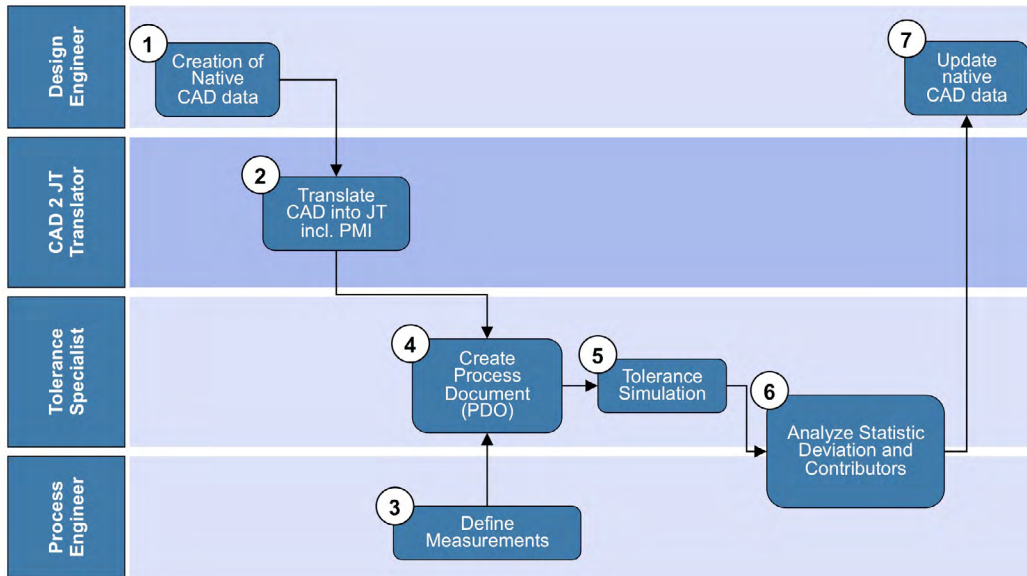 Design
Engineer
1
Creation of
Native
CAD data
7
Update
native
CAD data
CAD 2 JT
Translator
2
Translate
CAD into JT
incl. PMI
Tolerance
Specialist
4
Create
Process
Document
(PDO)
5
Tolerance
Simulation
6
Analyze Statistic
Deviation and
Contributors
Process
Engineer
3
Define
Measurements